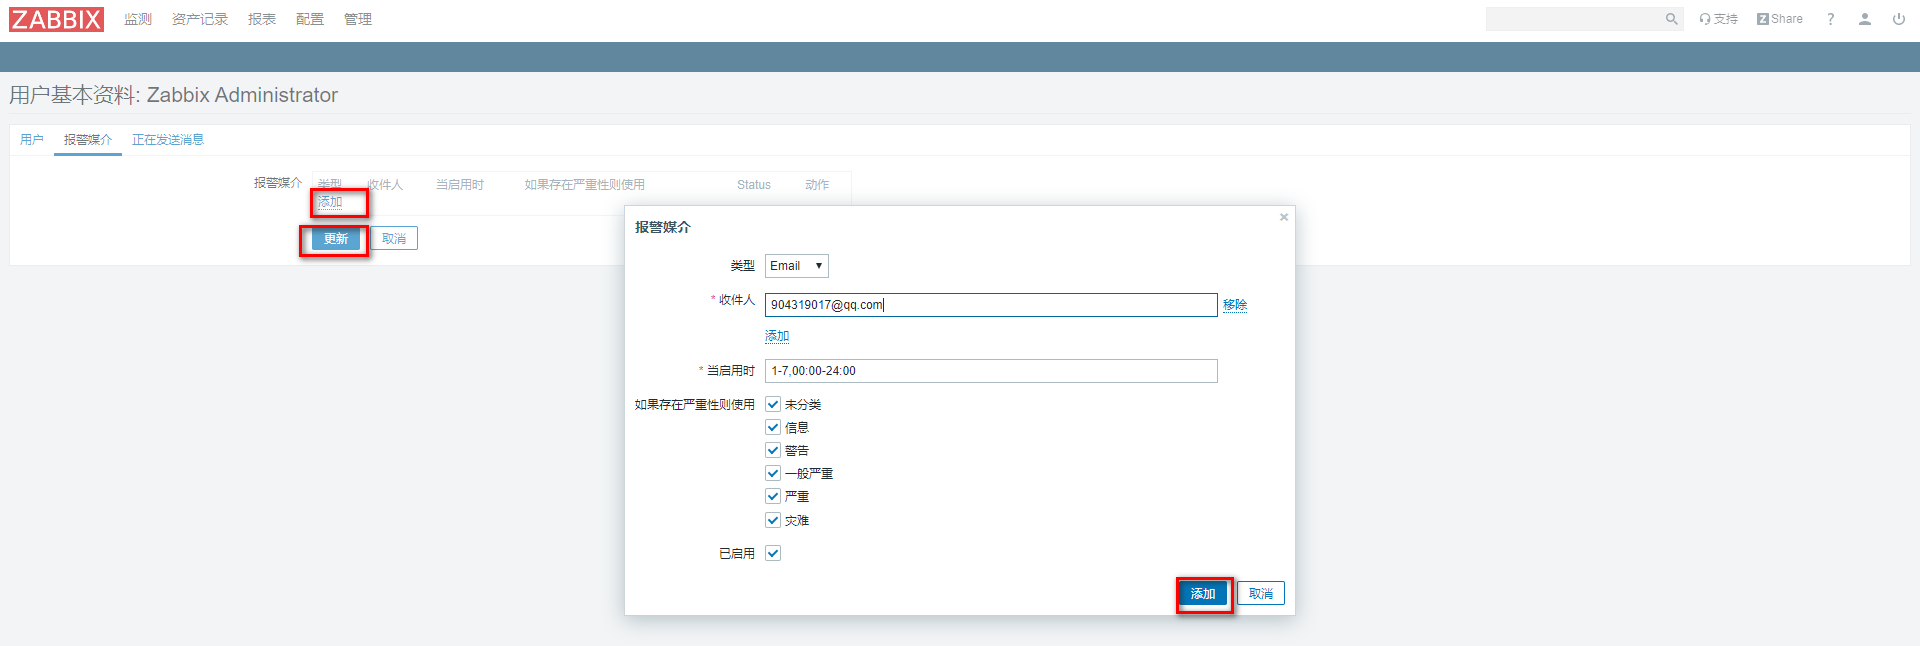 ZABBIX 监测 资产记录 报表 配置 管理 支持 Z Share ?
用户基本资料: Zabbix Administrator
用户 报警媒介 正在发送消息
报警媒介 类型 收件人 当启用时 如果存在严重性则使用 Status 动作
添加
更新 取消
报警媒介
类型 Email
* 收件人 904319017@qq.com 移除
添加
* 当启用时 1-7,00:00-24:00
如果存在严重性则使用 未分类
信息
警告
一般严重
严重
灾难
已启用
添加 取消